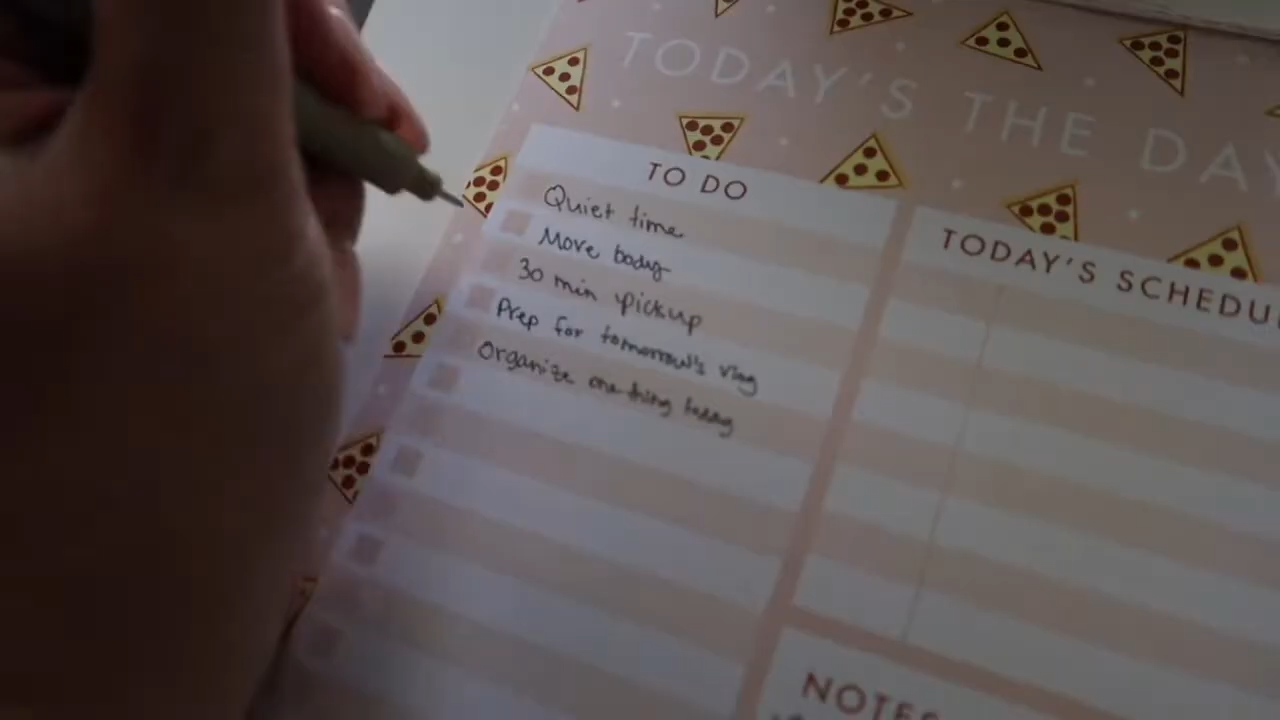 TODAY'S THE DAY
TO DO
Quiet time
Move body
30 min pickup
Prep for tomorrow's vlog
Organize one thing today
TODAY'S SCHEDU
NOTES